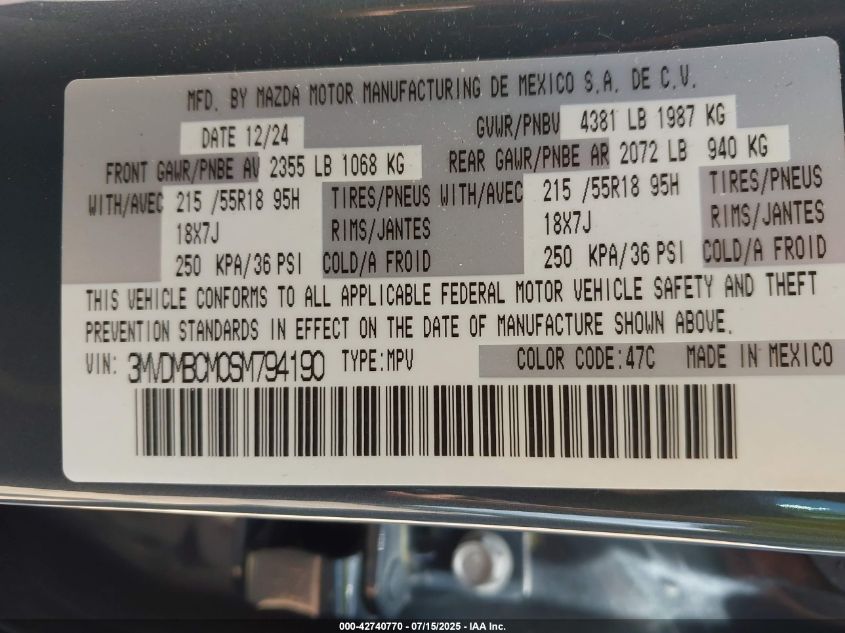 MFD. BY MAZDA MOTOR MANUFACTURING DE MEXICO S.A. DE C.V.
DATE 12/24 GVWR/PNBV 4381 LB 1987 KG
FRONT GAWR/PNBE AV 2355 LB 1068 KG REAR GAWR/PNBE AR 2072 LB 940 KG
WITH/AVEC 215 /55R18 95H TIRES/PNEUS WITH/AVEC 215 /55R18 95H TIRES/PNEUS
18X7J RIMS/JANTES 18X7J RIMS/JANTES
250 KPA/36 PSI COLD/A FROID 250 KPA/36 PSI COLD/A FROID
THIS VEHICLE CONFORMS TO ALL APPLICABLE FEDERAL MOTOR VEHICLE SAFETY AND THEFT
PREVENTION STANDARDS IN EFFECT ON THE DATE OF MANUFACTURE SHOWN ABOVE.
VIN: 3MVDMBCM0SM794190 TYPE:MPV COLOR CODE:47C MADE IN MEXICO
000-42740770 - 07/15/2025 - IAA Inc.